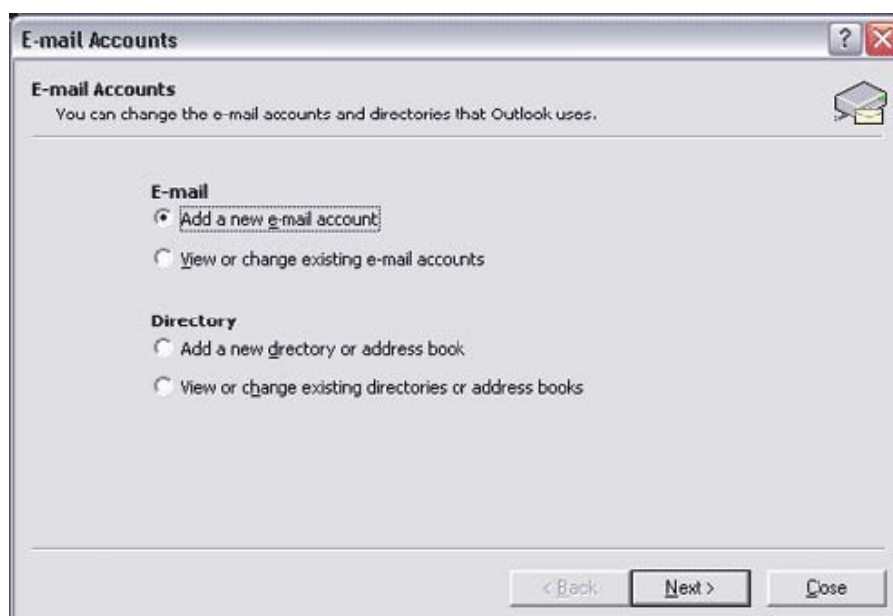 E-mail Accounts
E-mail Accounts
You can change the e-mail accounts and directories that Outlook uses.
E-mail
Add a new e-mail account
View or change existing e-mail accounts
Directory
Add a new directory or address book
View or change existing directories or address books
< Back
Next >
Close